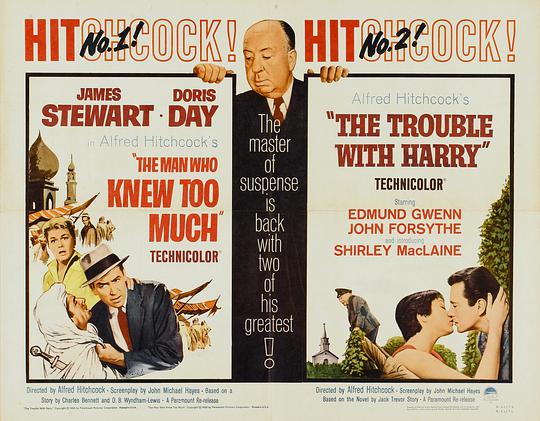 HITCHCOCK!
No.1!
HITCHCOCK!
No.2!
JAMES DORIS
STEWART · DAY
in Alfred Hitchcock's
"THE MAN WHO
KNEW TOO
MUCH"
TECHNICOLOR®
The
master
of
suspense
is
back
with
two
of
his
greatest
!
Alfred Hitchcock's
"THE TROUBLE
WITH HARRY"
TECHNICOLOR®
Starring
EDMUND GWENN
JOHN FORSYTHE
and introducing
SHIRLEY MacLAINE
Directed by Alfred Hitchcock · Screenplay by John Michael Hayes · Based on a
Story by Charles Bennett and D. B. Wyndham-Lewis · A Paramount Re-release
Directed by Alfred Hitchcock · Screenplay by John Michael Hayes
Based on the Novel by Jack Trevor Story · A Paramount Re-release